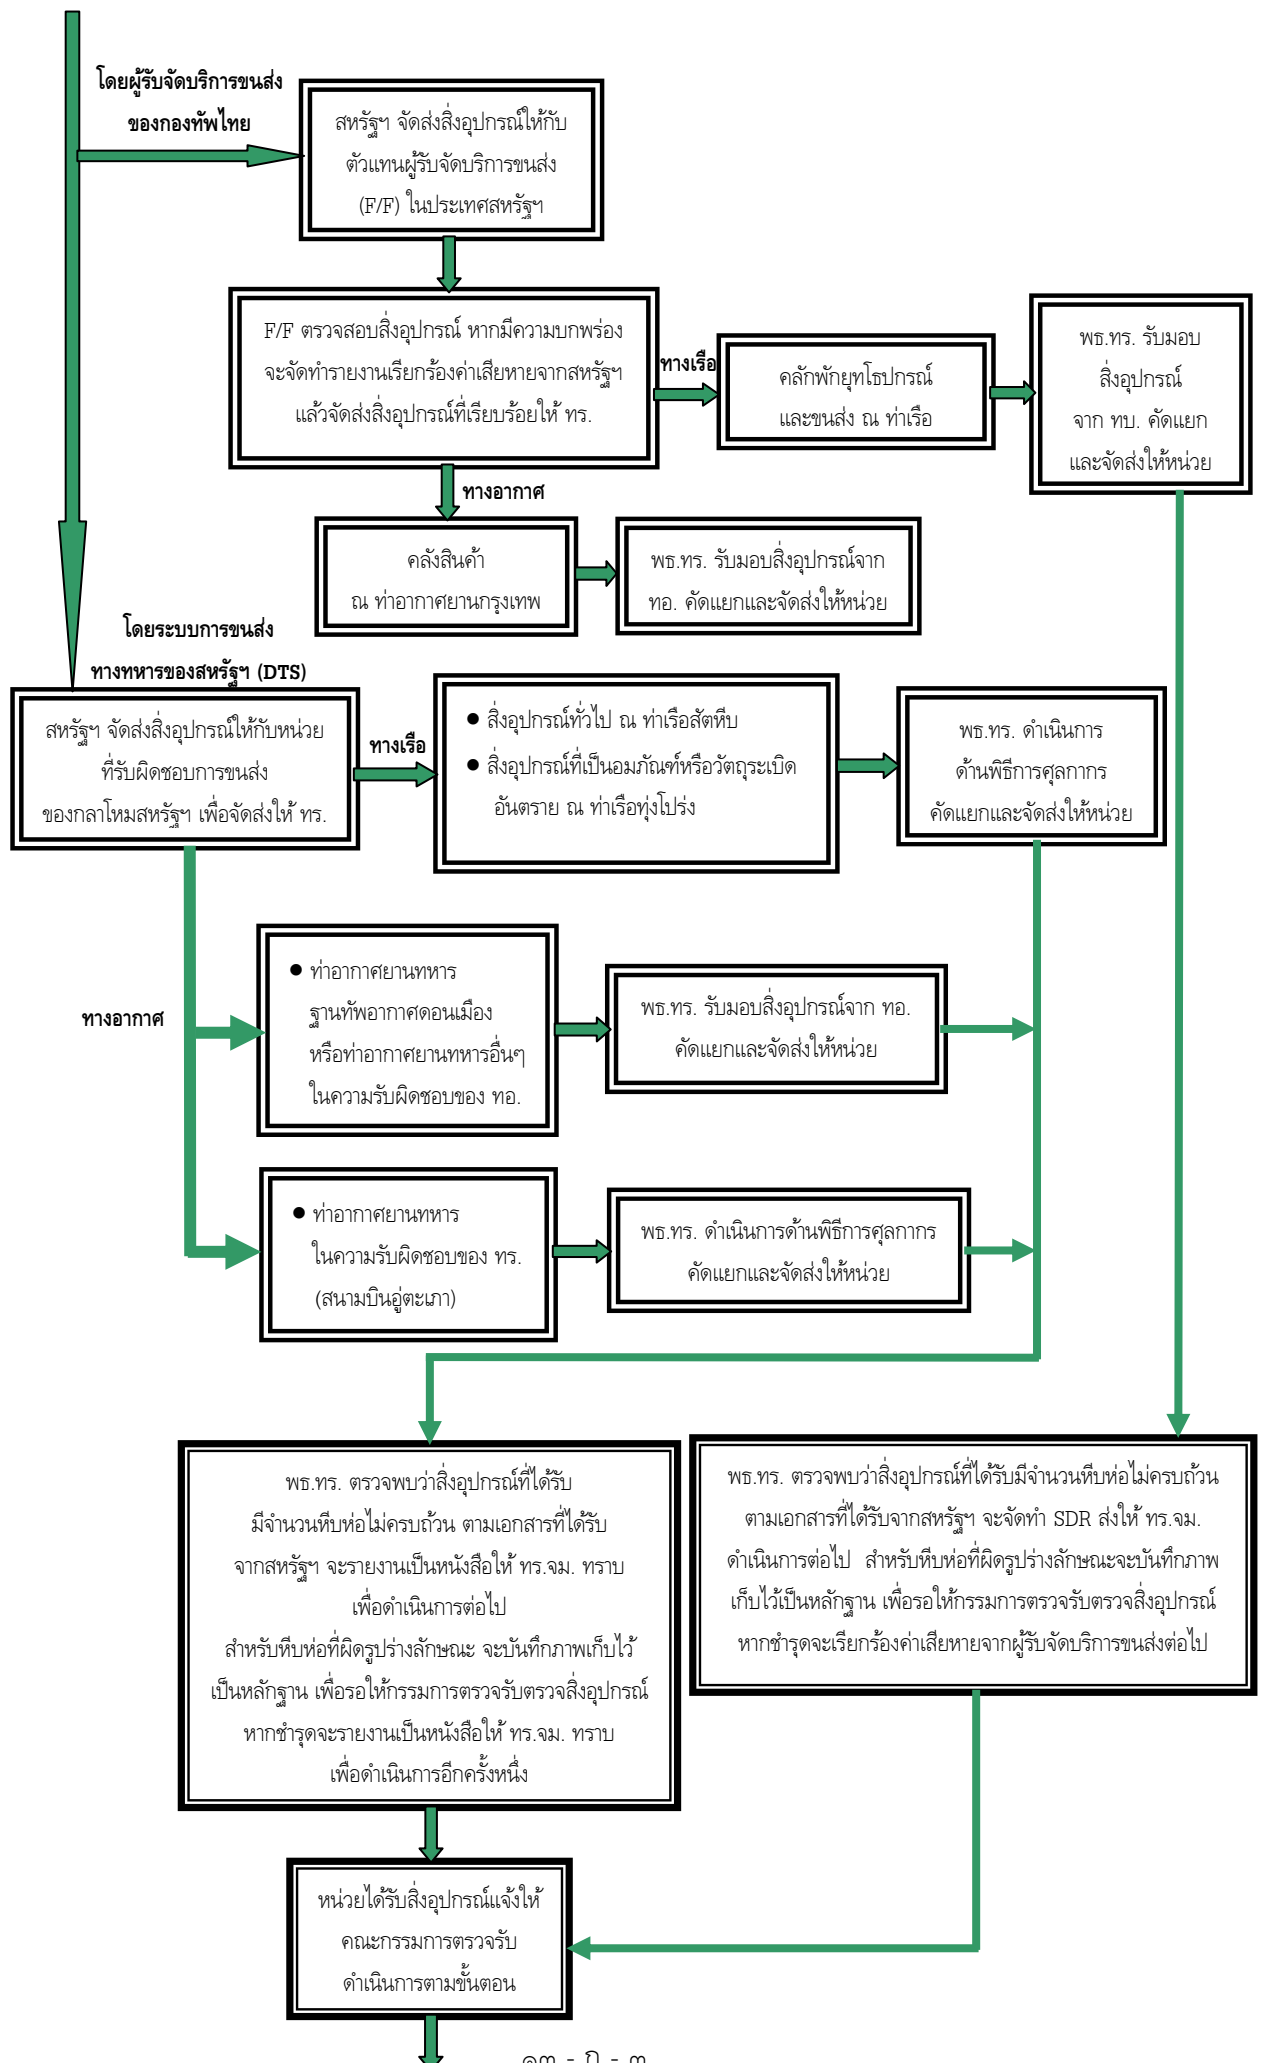 โดยผู้รับจัดบริการขนส่ง
ของกองทัพไทย
สหรัฐฯ จัดส่งสิ่งอุปกรณ์ให้กับ
ตัวแทนผู้รับจัดบริการขนส่ง
(F/F) ในประเทศสหรัฐฯ
F/F ตรวจสอบสิ่งอุปกรณ์ หากมีความบกพร่อง
จะจัดทำรายงานเรียกร้องค่าเสียหายจากสหรัฐฯ
แล้วจัดส่งสิ่งอุปกรณ์ที่เรียบร้อยให้ ทร.
ทางเรือ
คลักพักยุทโธปกรณ์
และขนส่ง ณ ท่าเรือ
พธ.ทร. รับมอบ
สิ่งอุปกรณ์
จาก ทบ. คัดแยก
และจัดส่งให้หน่วย
ทางอากาศ
คลังสินค้า
ณ ท่าอากาศยานกรุงเทพ
พธ.ทร. รับมอบสิ่งอุปกรณ์จาก
ทอ. คัดแยกและจัดส่งให้หน่วย
โดยระบบการขนส่ง
ทางทหารของสหรัฐฯ (DTS)
สหรัฐฯ จัดส่งสิ่งอุปกรณ์ให้กับหน่วย
ที่รับผิดชอบการขนส่ง
ของกลาโหมสหรัฐฯ เพื่อจัดส่งให้ ทร.
ทางเรือ
● สิ่งอุปกรณ์ทั่วไป ณ ท่าเรือสัตหีบ
● สิ่งอุปกรณ์ที่เป็นอมภัณฑ์หรือวัตถุระเบิด
อันตราย ณ ท่าเรือทุ่งโปร่ง
พธ.ทร. ดำเนินการ
ด้านพิธีการศุลกากร
คัดแยกและจัดส่งให้หน่วย
ทางอากาศ
● ท่าอากาศยานทหาร
ฐานทัพอากาศดอนเมือง
หรือท่าอากาศยานทหารอื่นๆ
ในความรับผิดชอบของ ทอ.
พธ.ทร. รับมอบสิ่งอุปกรณ์จาก ทอ.
คัดแยกและจัดส่งให้หน่วย
● ท่าอากาศยานทหาร
ในความรับผิดชอบของ ทร.
(สนามบินอู่ตะเภา)
พธ.ทร. ดำเนินการด้านพิธีการศุลกากร
คัดแยกและจัดส่งให้หน่วย
พธ.ทร. ตรวจพบว่าสิ่งอุปกรณ์ที่ได้รับ
มีจำนวนหีบห่อไม่ครบถ้วน ตามเอกสารที่ได้รับ
จากสหรัฐฯ จะรายงานเป็นหนังสือให้ ทร.จม. ทราบ
เพื่อดำเนินการต่อไป
สำหรับหีบห่อที่ผิดรูปร่างลักษณะ จะบันทึกภาพเก็บไว้
เป็นหลักฐาน เพื่อรอให้กรรมการตรวจรับตรวจสิ่งอุปกรณ์
หากชำรุดจะรายงานเป็นหนังสือให้ ทร.จม. ทราบ
เพื่อดำเนินการอีกครั้งหนึ่ง
พธ.ทร. ตรวจพบว่าสิ่งอุปกรณ์ที่ได้รับมีจำนวนหีบห่อไม่ครบถ้วน
ตามเอกสารที่ได้รับจากสหรัฐฯ จะจัดทำ SDR ส่งให้ ทร.จม.
ดำเนินการต่อไป สำหรับหีบห่อที่ผิดรูปร่างลักษณะจะบันทึกภาพ
เก็บไว้เป็นหลักฐาน เพื่อรอให้กรรมการตรวจรับตรวจสิ่งอุปกรณ์
หากชำรุดจะเรียกร้องค่าเสียหายจากผู้รับจัดบริการขนส่งต่อไป
หน่วยได้รับสิ่งอุปกรณ์แจ้งให้
คณะกรรมการตรวจรับ
ดำเนินการตามขั้นตอน